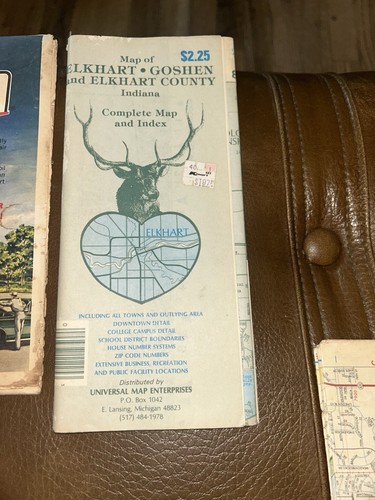 Map of
$2.25
ELKHART • GOSHEN
and ELKHART COUNTY
Indiana
Complete Map
and Index
ELKHART
INCLUDING ALL TOWNS AND OUTLYING AREA
DOWNTOWN DETAIL
COLLEGE CAMPUS DETAIL
SCHOOL DISTRICT BOUNDARIES
HOUSE NUMBER SYSTEMS
ZIP CODE NUMBERS
EXTENSIVE BUSINESS, RECREATION
AND PUBLIC FACILITY LOCATIONS
Distributed by
UNIVERSAL MAP ENTERPRISES
P.O. Box 1042
E. Lansing, Michigan 48823
(517) 484-1978